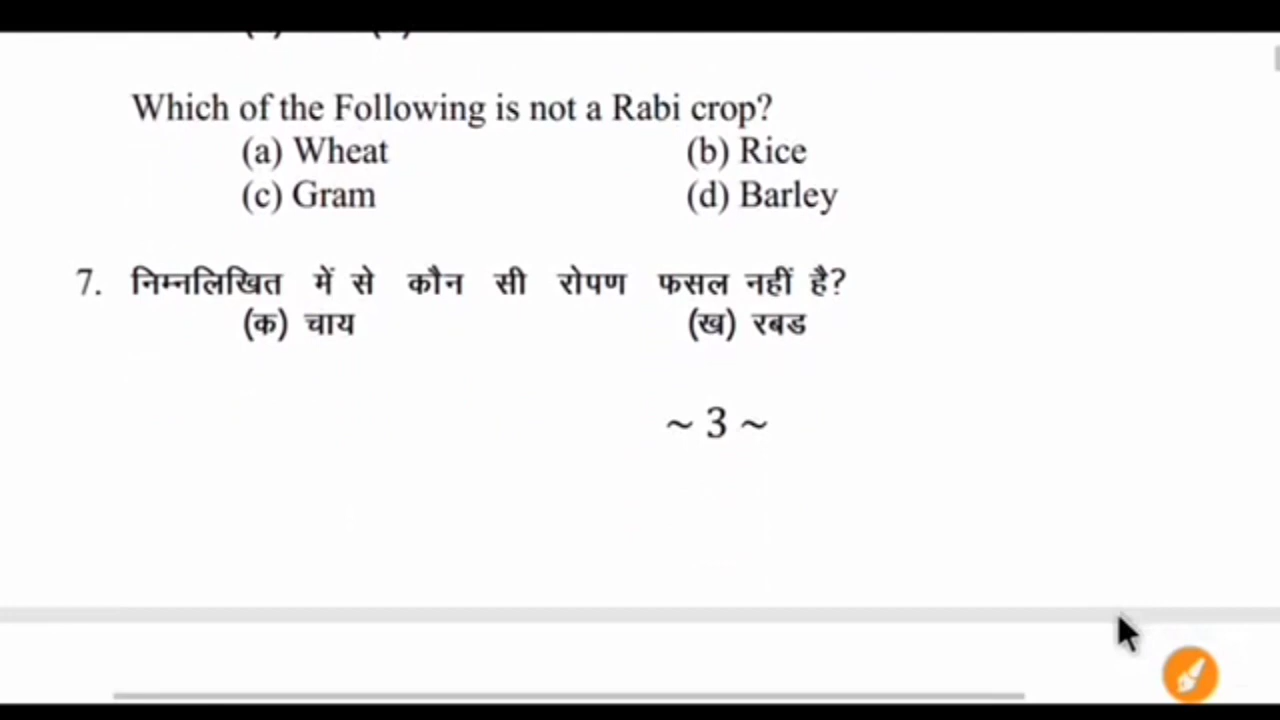 Which of the Following is not a Rabi crop?
(a) Wheat (b) Rice
(c) Gram (d) Barley
7. निम्नलिखित में से कौन सी रोपण फसल नहीं है?
(क) चाय (ख) रबड
~ 3 ~